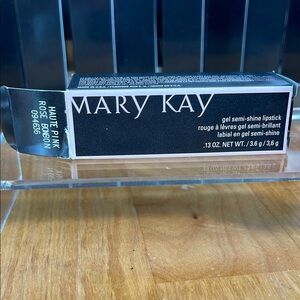 HAUTE PINK
ROSE BONBON
094636
MARY KAY
gel semi-shine lipstick
rouge à lèvres gel semi-brillant
labial en gel semi-shine
.13 OZ. NET WT. / 3.6 g / 3,6 g